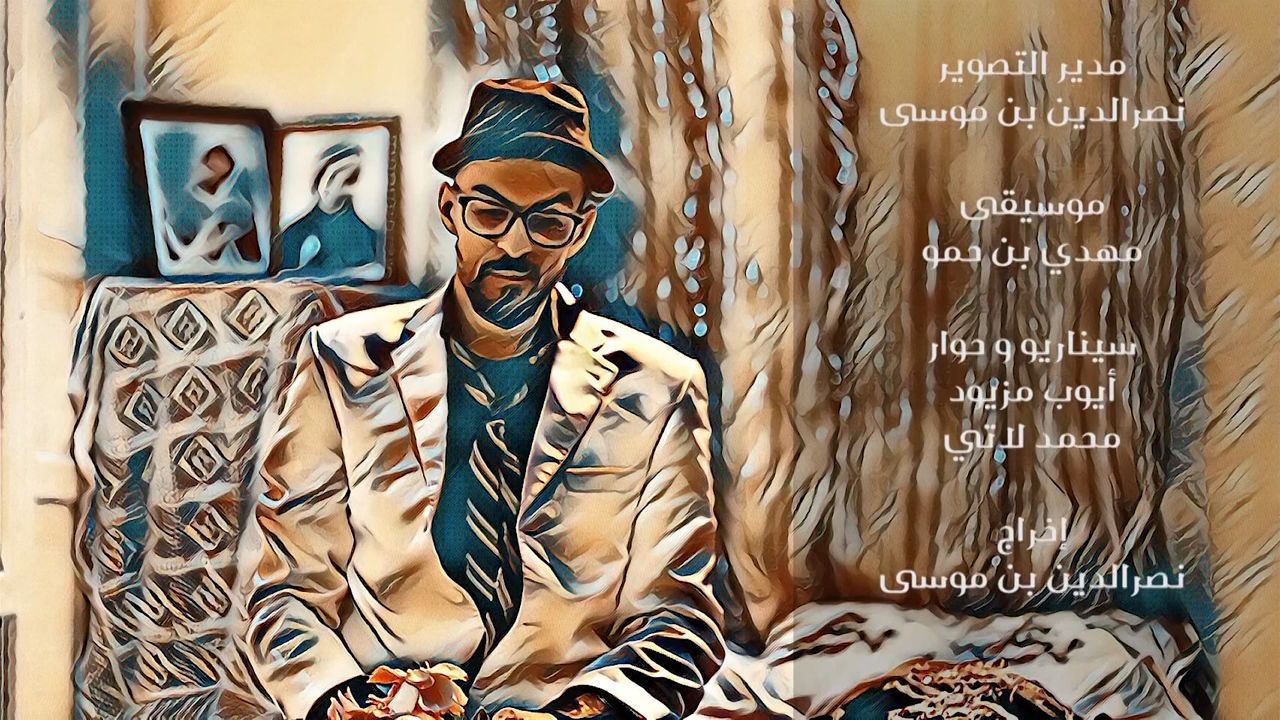 مدير التصوير
نصرالدين بن موسى
موسيقى
مهدي بن حمو
سيناريو و حوار
أيوب مزيود
محمد لاتي
إخراج
نصرالدين بن موسى